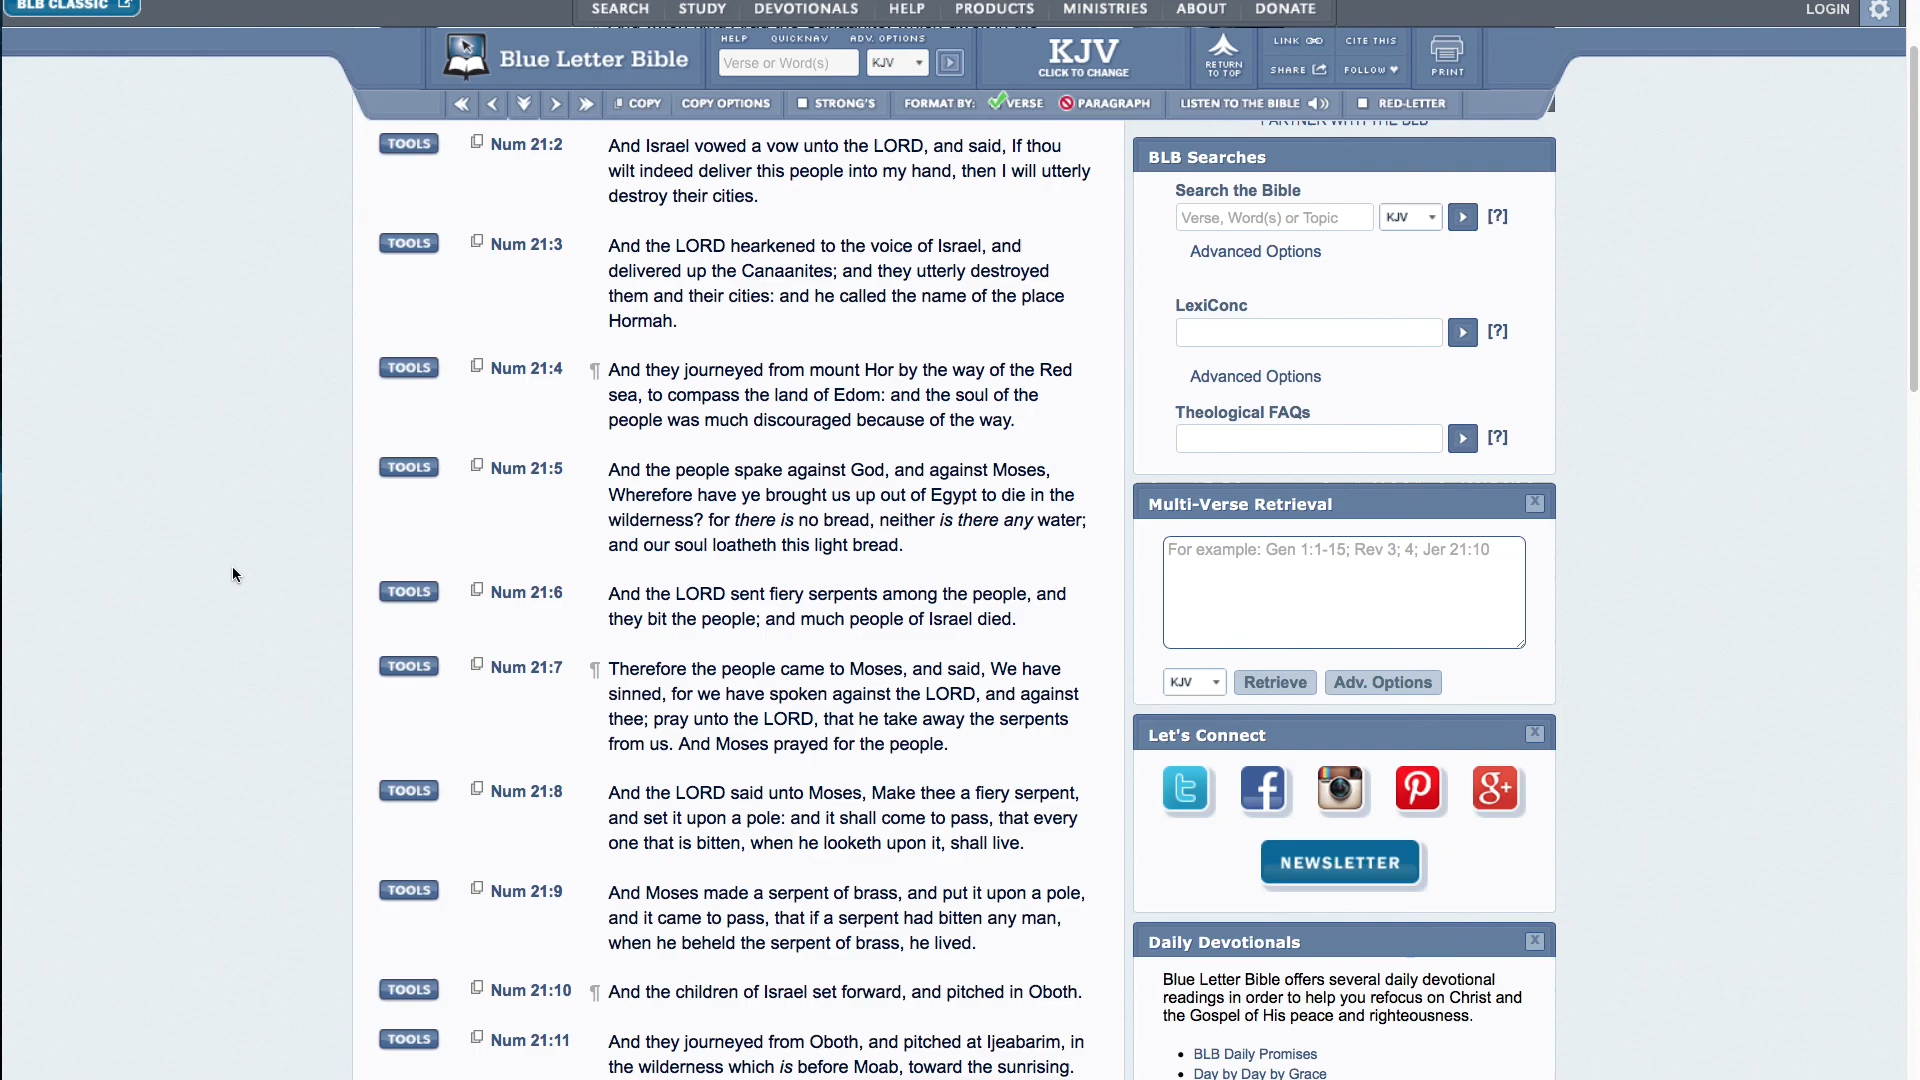 BLB CLASSIC
SEARCH STUDY DEVOTIONALS HELP PRODUCTS MINISTRIES ABOUT DONATE
LOGIN
HELP QUICKNAV ADV. OPTIONS
Blue Letter Bible
Verse or Word(s)
KJV
KJV
CLICK TO CHANGE
RETURN
TO TOP
LINK CITE THIS
SHARE FOLLOW
PRINT
COPY COPY OPTIONS STRONG'S FORMAT BY: VERSE PARAGRAPH LISTEN TO THE BIBLE RED-LETTER
TOOLS Num 21:2 And Israel vowed a vow unto the LORD, and said, If thou
wilt indeed deliver this people into my hand, then I will utterly
destroy their cities.
TOOLS Num 21:3 And the LORD hearkened to the voice of Israel, and
delivered up the Canaanites; and they utterly destroyed
them and their cities: and he called the name of the place
Hormah.
TOOLS Num 21:4 ¶ And they journeyed from mount Hor by the way of the Red
sea, to compass the land of Edom: and the soul of the
people was much discouraged because of the way.
TOOLS Num 21:5 And the people spake against God, and against Moses,
Wherefore have ye brought us up out of Egypt to die in the
wilderness? for there is no bread, neither is there any water;
and our soul loatheth this light bread.
TOOLS Num 21:6 And the LORD sent fiery serpents among the people, and
they bit the people; and much people of Israel died.
TOOLS Num 21:7 ¶ Therefore the people came to Moses, and said, We have
sinned, for we have spoken against the LORD, and against
thee; pray unto the LORD, that he take away the serpents
from us. And Moses prayed for the people.
TOOLS Num 21:8 And the LORD said unto Moses, Make thee a fiery serpent,
and set it upon a pole: and it shall come to pass, that every
one that is bitten, when he looketh upon it, shall live.
TOOLS Num 21:9 And Moses made a serpent of brass, and put it upon a pole,
and it came to pass, that if a serpent had bitten any man,
when he beheld the serpent of brass, he lived.
TOOLS Num 21:10 ¶ And the children of Israel set forward, and pitched in Oboth.
TOOLS Num 21:11 And they journeyed from Oboth, and pitched at Ijeabarim, in
the wilderness which is before Moab, toward the sunrising.
PARTNER WITH THE BLB
BLB Searches
Search the Bible
Verse, Word(s) or Topic KJV [?]
Advanced Options
LexiConc
[?]
Advanced Options
Theological FAQs
[?]
Multi-Verse Retrieval X
For example: Gen 1:1-15; Rev 3; 4; Jer 21:10
KJV Retrieve Adv. Options
Let's Connect X
NEWSLETTER
Daily Devotionals X
Blue Letter Bible offers several daily devotional
readings in order to help you refocus on Christ and
the Gospel of His peace and righteousness.
BLB Daily Promises
Day by Day by Grace